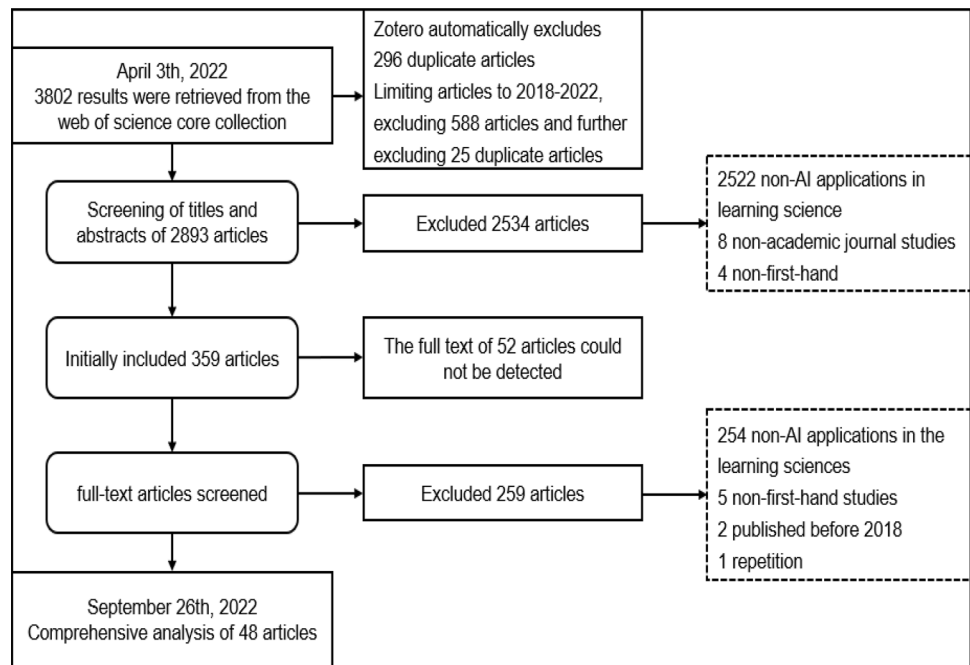 April 3th, 2022
3802 results were retrieved from the
web of science core collection
Zotero automatically excludes
296 duplicate articles
Limiting articles to 2018-2022,
excluding 588 articles and further
excluding 25 duplicate articles
Screening of titles and
abstracts of 2893 articles
Excluded 2534 articles
2522 non-AI applications in
learning science
8 non-academic journal studies
4 non-first-hand
Initially included 359 articles
The full text of 52 articles could
not be detected
full-text articles screened
Excluded 259 articles
254 non-AI applications in the
learning sciences
5 non-first-hand studies
2 published before 2018
1 repetition
September 26th, 2022
Comprehensive analysis of 48 articles